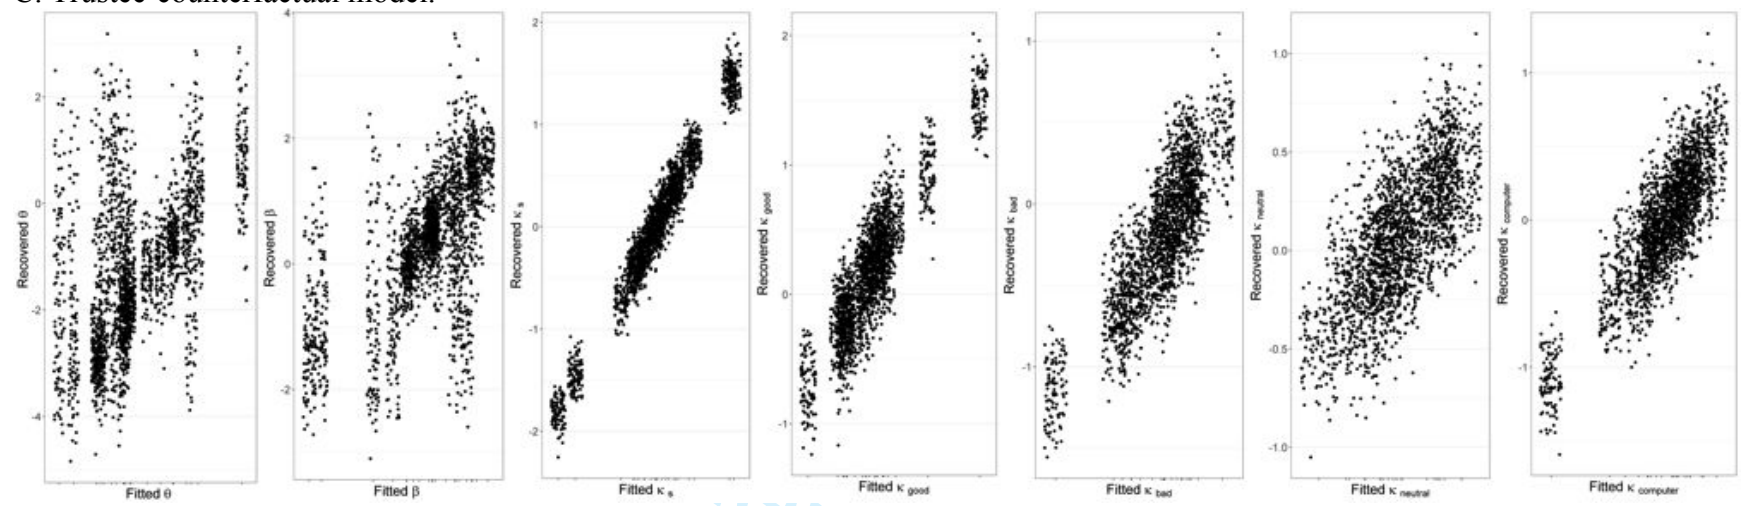 C. Trustee counterfactual model.
Recovered θ
2
0
-2
-4
Fitted θ
Recovered β
4
2
0
-2
Fitted β
Recovered κ s
2
1
0
-1
-2
Fitted κ s
Recovered κ good
2
1
0
-1
Fitted κ good
Recovered κ bad
1
0
-1
Fitted κ bad
Recovered κ neutral
1.0
0.5
0.0
-0.5
-1.0
Fitted κ neutral
Recovered κ computer
1
0
-1
Fitted κ computer